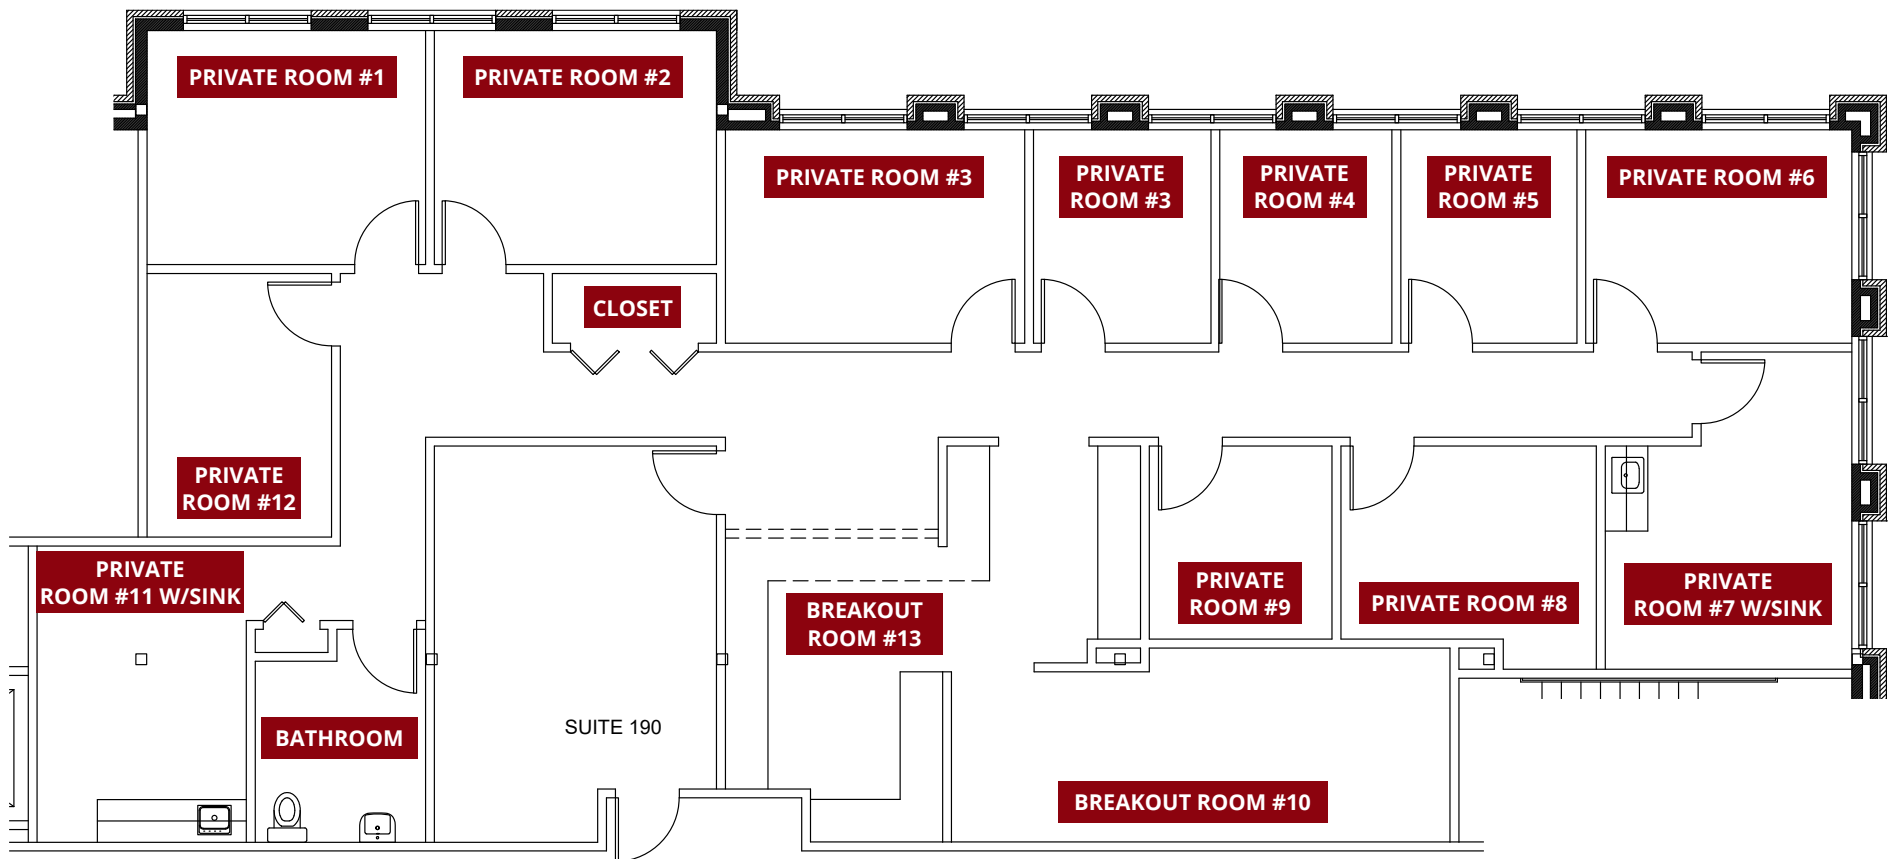 PRIVATE ROOM #1
PRIVATE ROOM #2
PRIVATE ROOM #3
PRIVATE
ROOM #3
PRIVATE
ROOM #4
PRIVATE
ROOM #5
PRIVATE ROOM #6
CLOSET
PRIVATE
ROOM #12
PRIVATE
ROOM #11 W/SINK
BREAKOUT
ROOM #13
PRIVATE
ROOM #9
PRIVATE ROOM #8
PRIVATE
ROOM #7 W/SINK
BATHROOM
SUITE 190
BREAKOUT ROOM #10